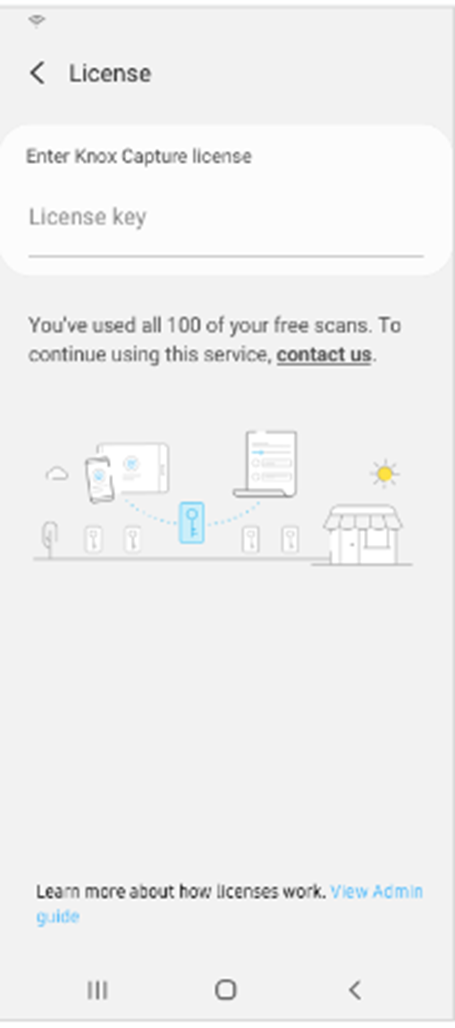 License
Enter Knox Capture license
License key
You've used all 100 of your free scans. To
continue using this service, contact us.
Learn more about how licenses work. View Admin
guide